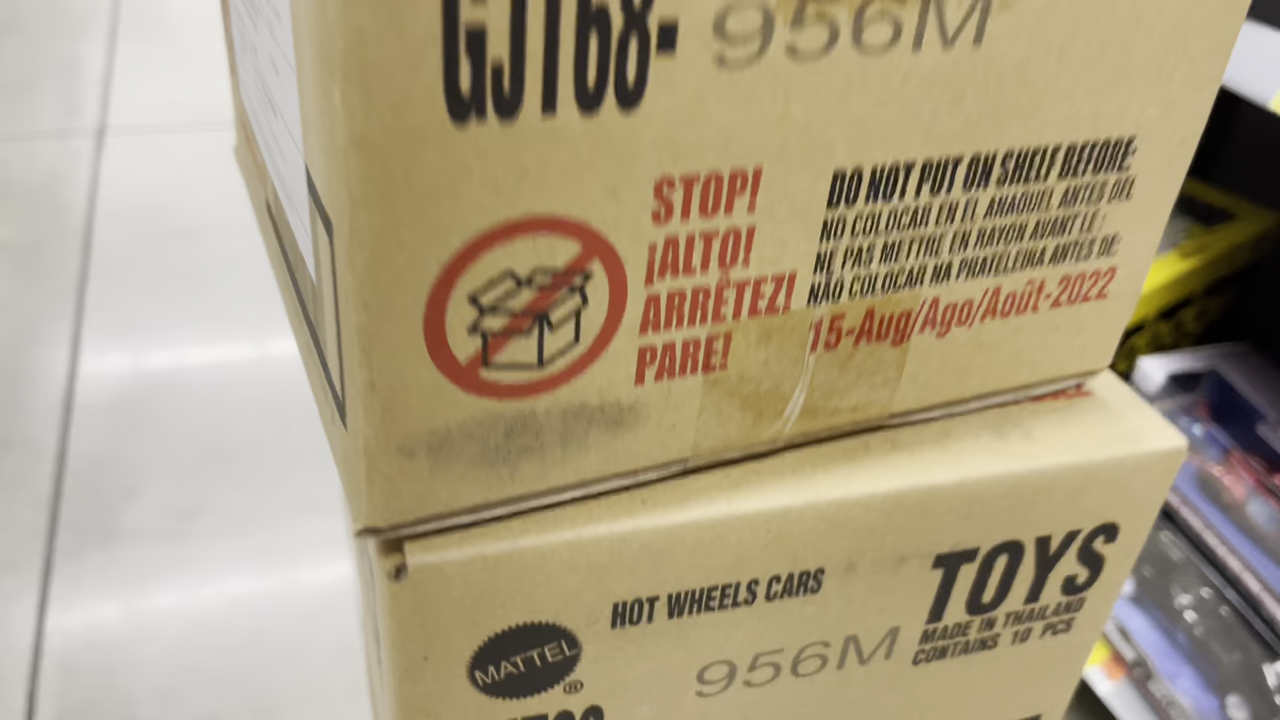 GJT68- 956M
STOP!
¡ALTO!
ARRÊTEZ!
PARE!
DO NOT PUT ON SHELF BEFORE:
NO COLOCAR EN EL ANAQUEL ANTES DEL
NE PAS METTRE EN RAYON AVANT LE :
NÃO COLOCAR NA PRATELEIRA ANTES DE:
15-Aug/Ago/Août-2022
HOT WHEELS CARS
TOYS
MADE IN THAILAND
CONTAINS 10 PCS
MATTEL
®
956M